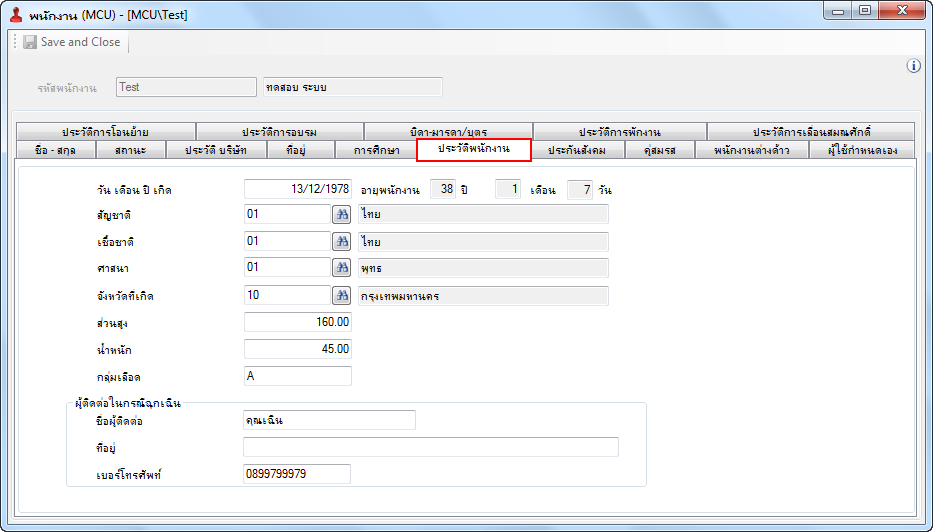 พนักงาน (MCU) - [MCU\Test]
Save and Close
รหัสพนักงาน Test ทดสอบ ระบบ
ประวัติการโอนย้าย ประวัติการอบรม บิดา-มารดา/บุตร ประวัติการพักงาน ประวัติการเลื่อนสมณศักดิ์
ชื่อ - สกุล สถานะ ประวัติ บริษัท ที่อยู่ การศึกษา ประวัติพนักงาน ประกันสังคม คู่สมรส พนักงานต่างด้าว ผู้ใช้กำหนดเอง
วัน เดือน ปี เกิด 13/12/1978 อายุพนักงาน 38 ปี 1 เดือน 7 วัน
สัญชาติ 01 ไทย
เชื้อชาติ 01 ไทย
ศาสนา 01 พุทธ
จังหวัดที่เกิด 10 กรุงเทพมหานคร
ส่วนสูง 160.00
น้ำหนัก 45.00
กลุ่มเลือด A
ผู้ติดต่อในกรณีฉุกเฉิน
ชื่อผู้ติดต่อ คุณเฉิน
ที่อยู่
เบอร์โทรศัพท์ 0899799979